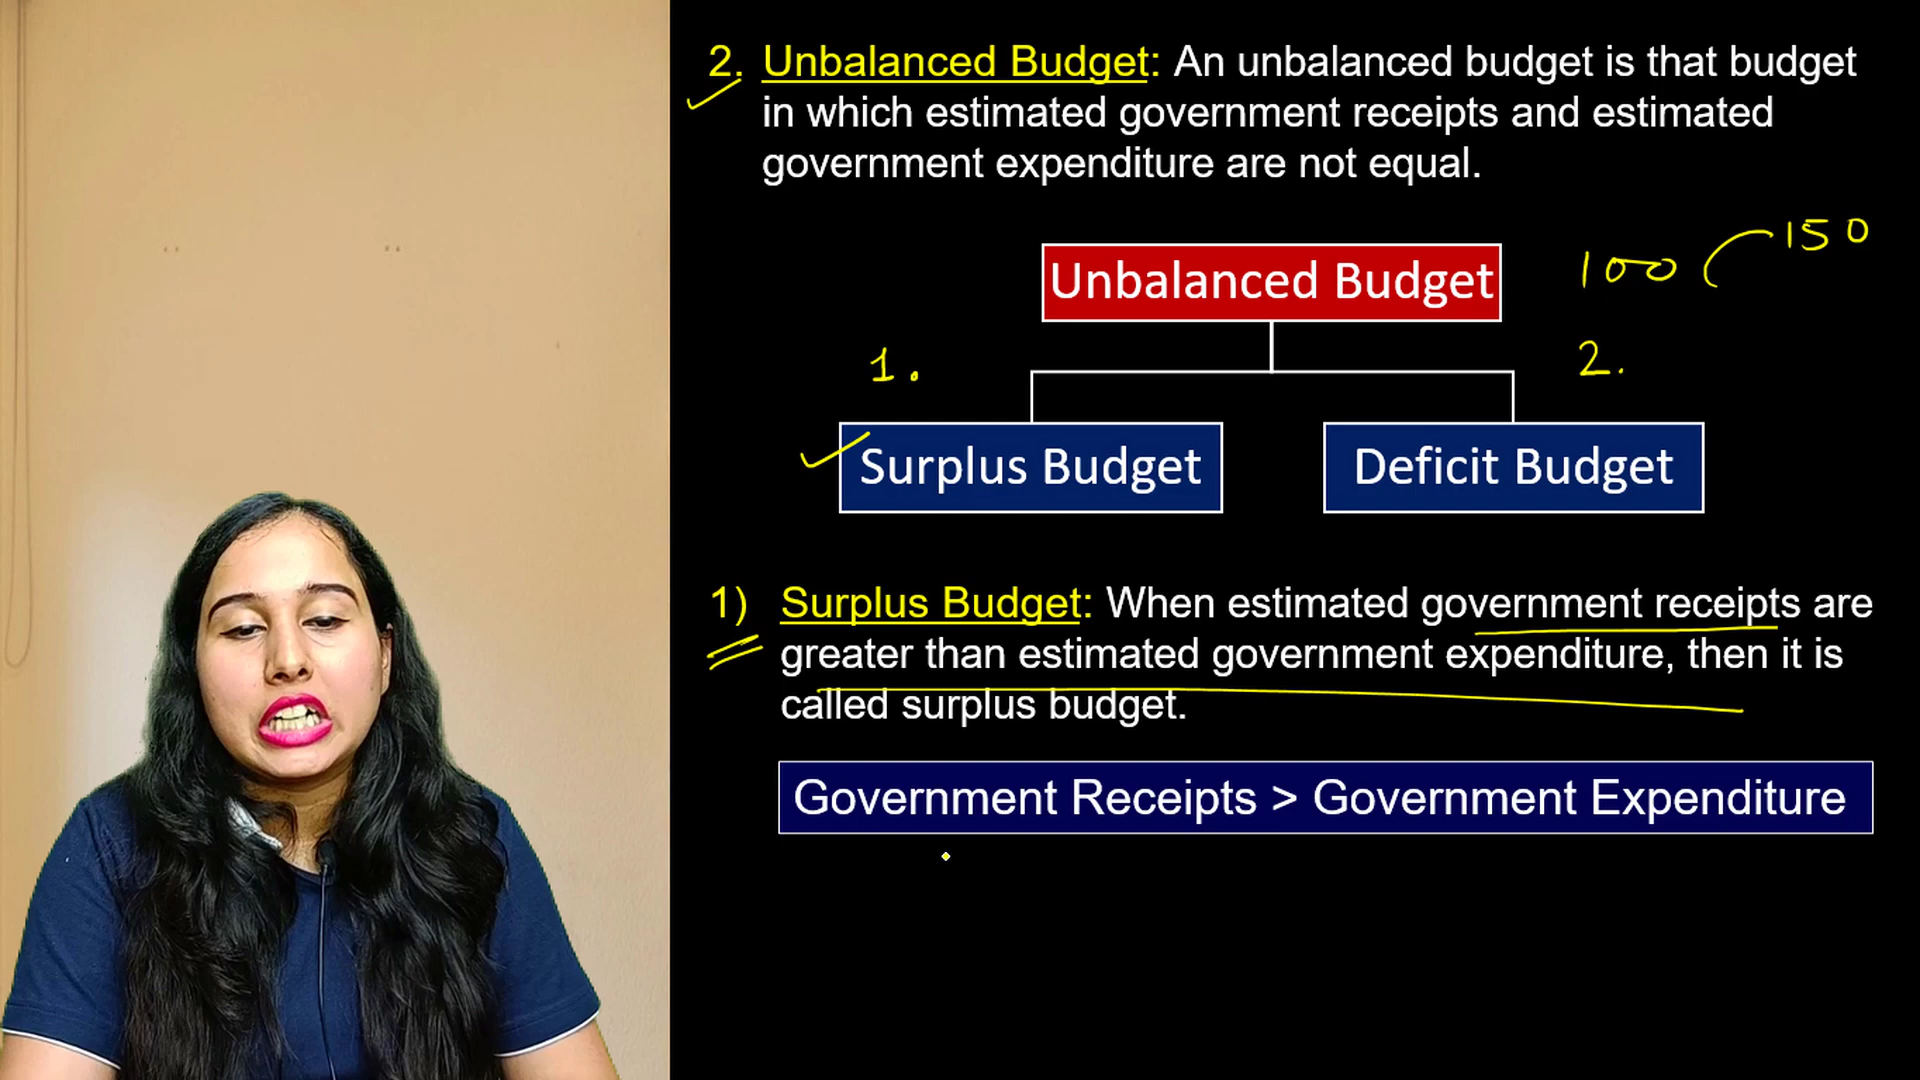 2. Unbalanced Budget: An unbalanced budget is that budget
in which estimated government receipts and estimated
government expenditure are not equal.
150
100
Unbalanced Budget
1.
2.
Surplus Budget
Deficit Budget
1) Surplus Budget: When estimated government receipts are
greater than estimated government expenditure, then it is
called surplus budget.
Government Receipts > Government Expenditure